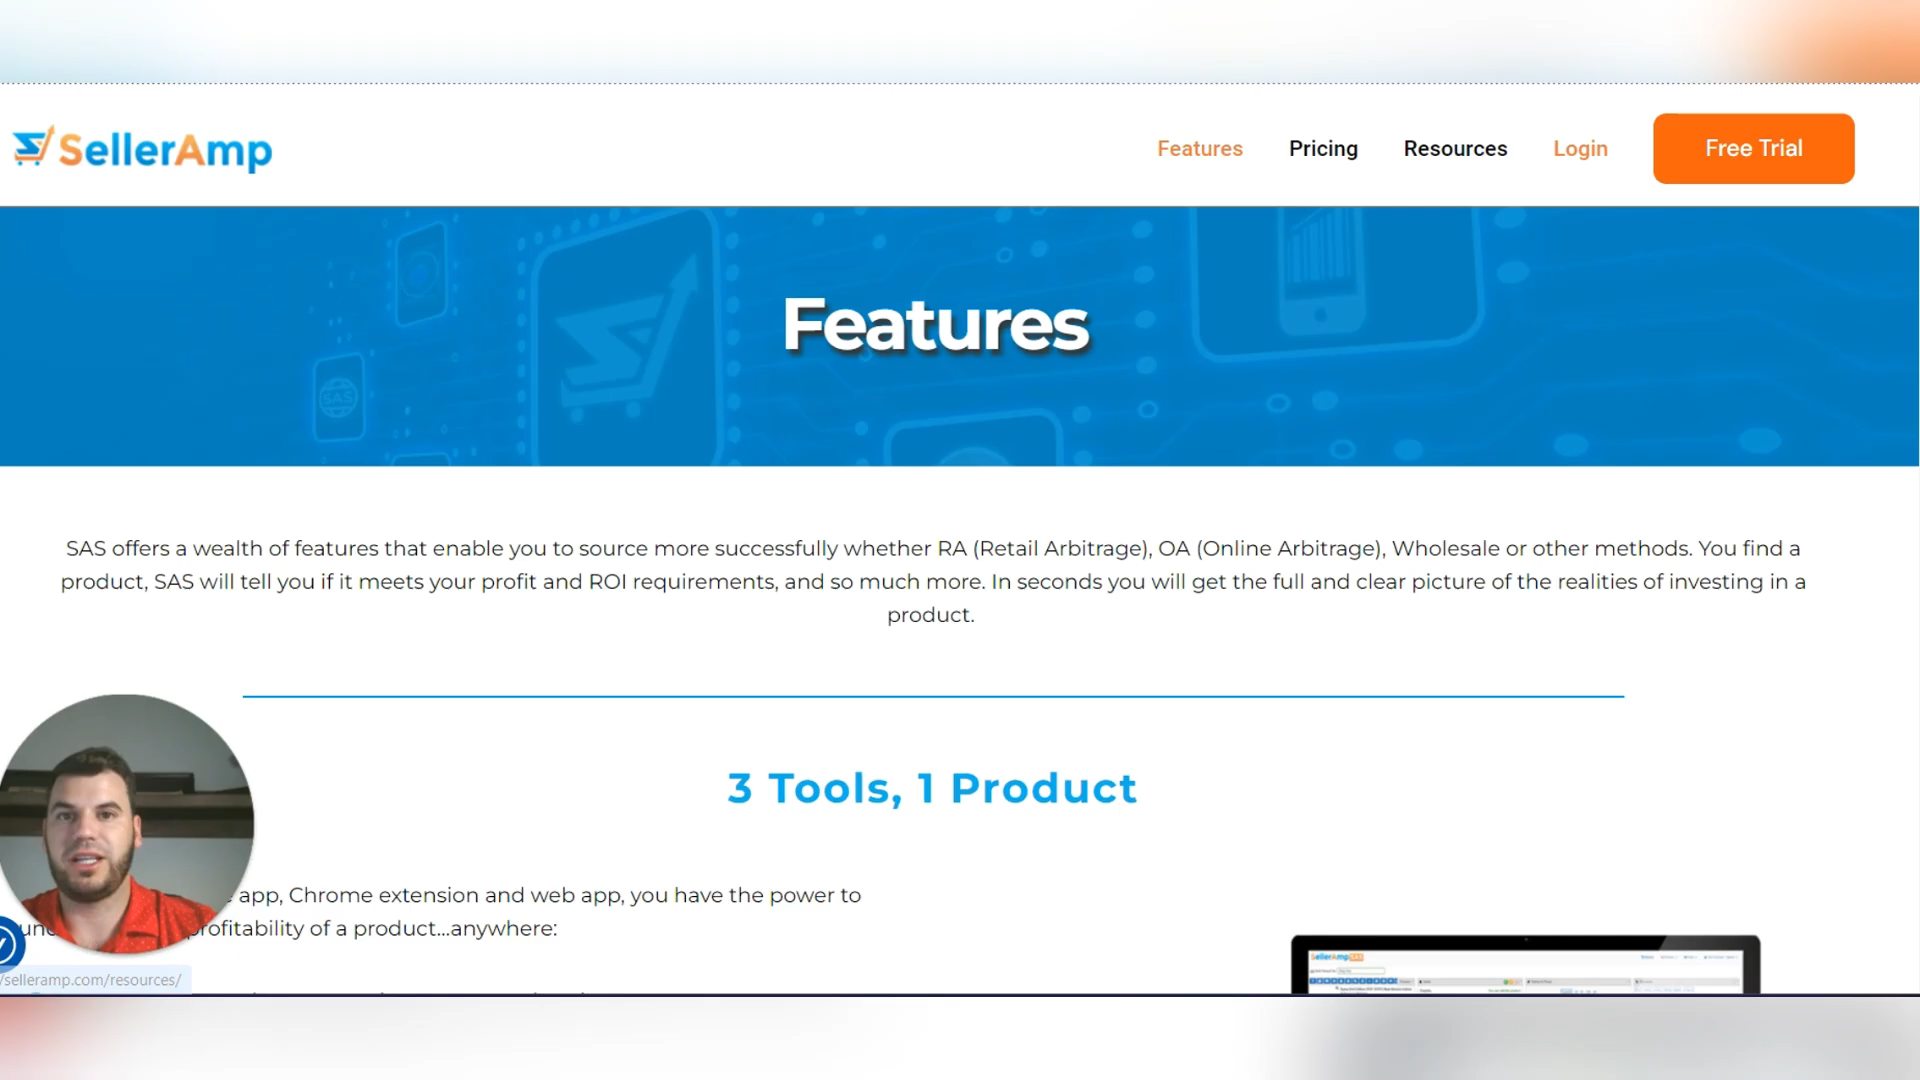 SellerAmp
Features
Pricing
Resources
Login
Free Trial
SAS
Features
SAS offers a wealth of features that enable you to source more successfully whether RA (Retail Arbitrage), OA (Online Arbitrage), Wholesale or other methods. You find a
product, SAS will tell you if it meets your profit and ROI requirements, and so much more. In seconds you will get the full and clear picture of the realities of investing in a
product.
3 Tools, 1 Product
app, Chrome extension and web app, you have the power to
profitability of a product...anywhere:
/selleramp.com/resources/
SellerAmp SAS